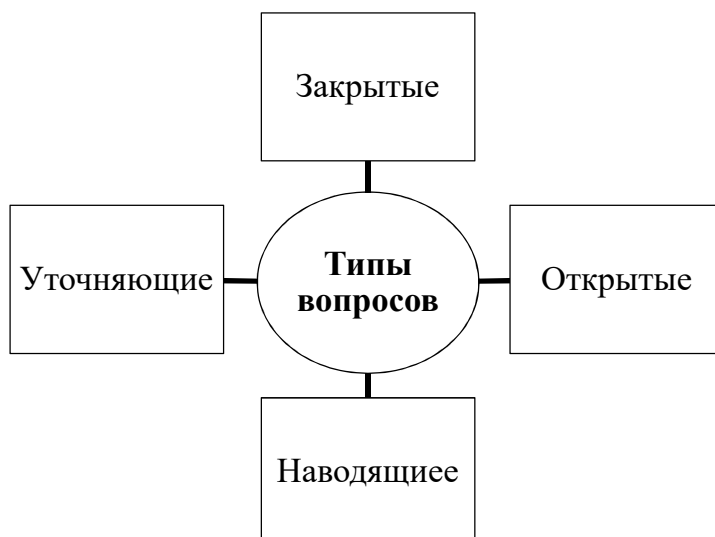 Закрытые
Уточняющие
Типы
вопросов
Открытые
Наводящиее